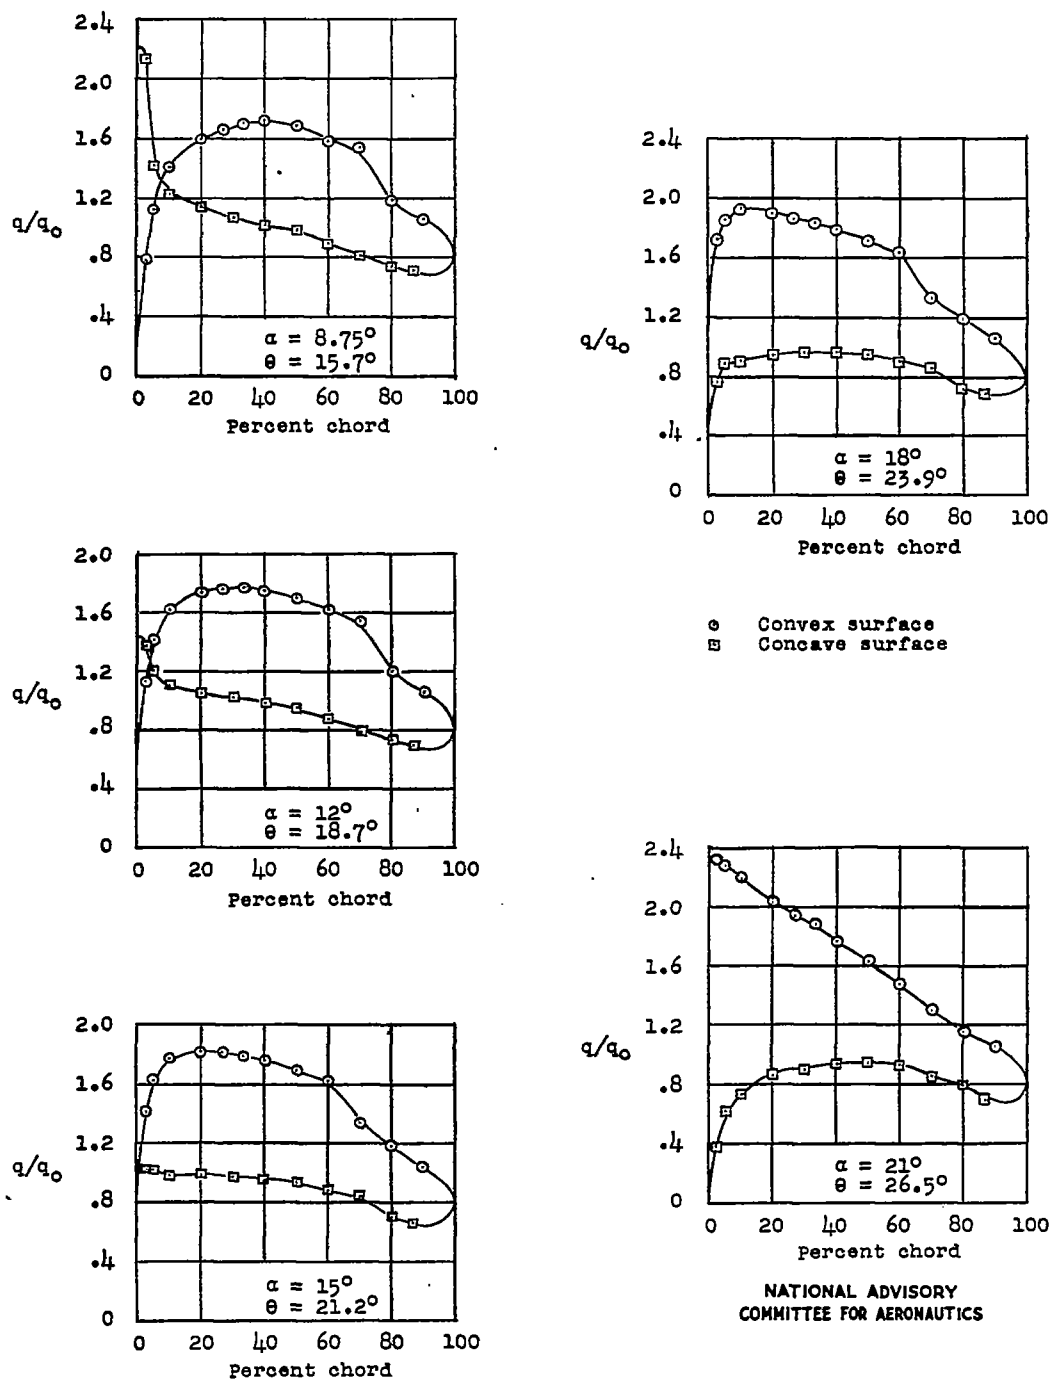 2.4
2.0
1.6
1.2
q/qo
.8
.4
0
α = 8.75°
θ = 15.7°
0 20 40 60 80 100
Percent chord
2.0
1.6
1.2
q/qo
.8
.4
0
α = 12°
θ = 18.7°
0 20 40 60 80 100
Percent chord
2.0
1.6
1.2
q/qo
.8
.4
0
α = 15°
θ = 21.2°
0 20 40 60 80 100
Percent chord
2.4
2.0
1.6
1.2
q/qo
.8
.4
0
α = 18°
θ = 23.9°
0 20 40 60 80 100
Percent chord
Convex surface
Concave surface
2.4
2.0
1.6
1.2
q/qo
.8
.4
0
α = 21°
θ = 26.5°
0 20 40 60 80 100
Percent chord
NATIONAL ADVISORY
COMMITTEE FOR AERONAUTICS